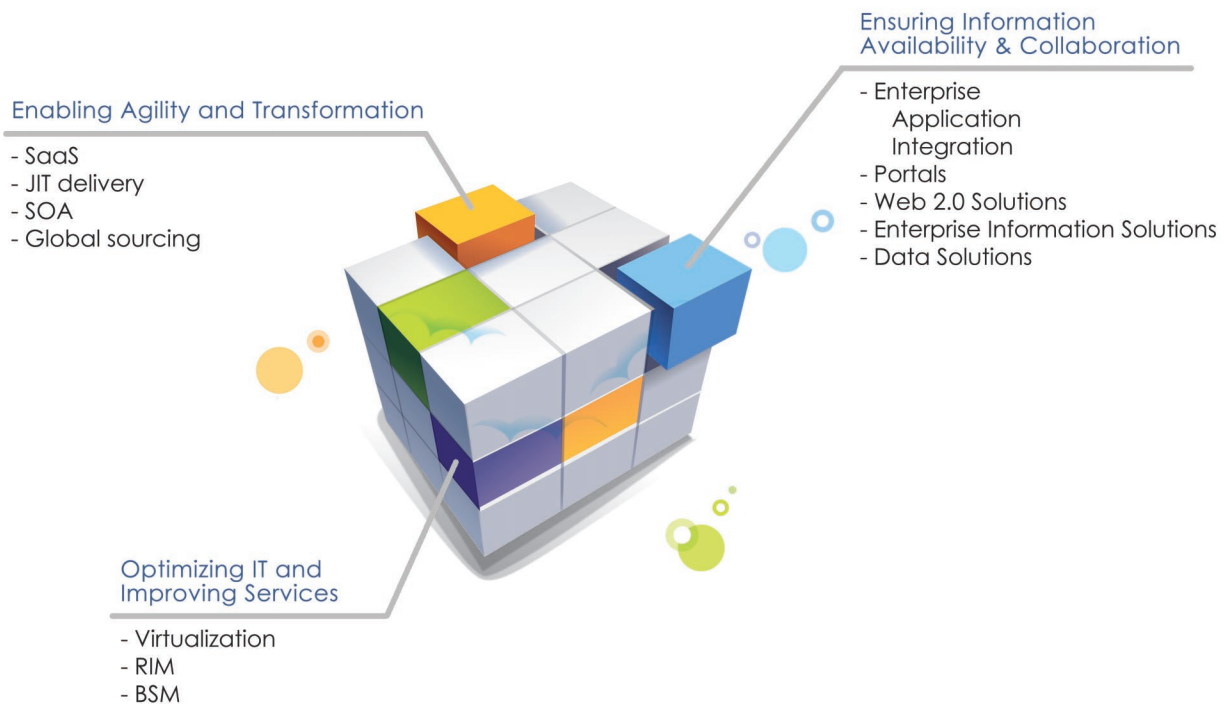 Ensuring Information
Availability & Collaboration
- Enterprise
Application
Integration
- Portals
- Web 2.0 Solutions
- Enterprise Information Solutions
- Data Solutions
Enabling Agility and Transformation
- SaaS
- JIT delivery
- SOA
- Global sourcing
Optimizing IT and
Improving Services
- Virtualization
- RIM
- BSM